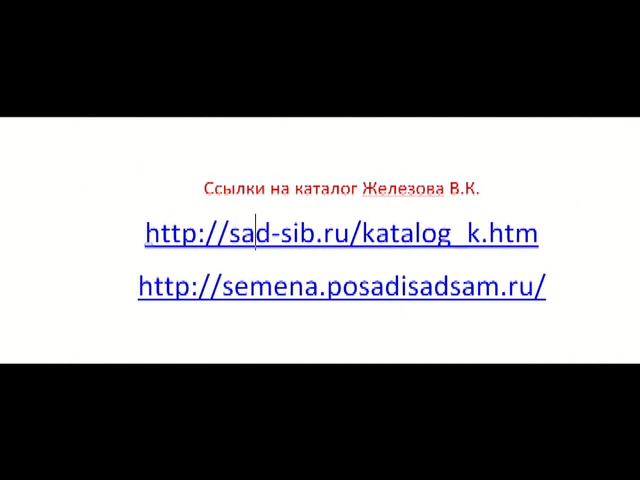 Ссылки на каталог Железова В.К.
http://sad-sib.ru/katalog_k.htm
http://semena.posadisadsam.ru/